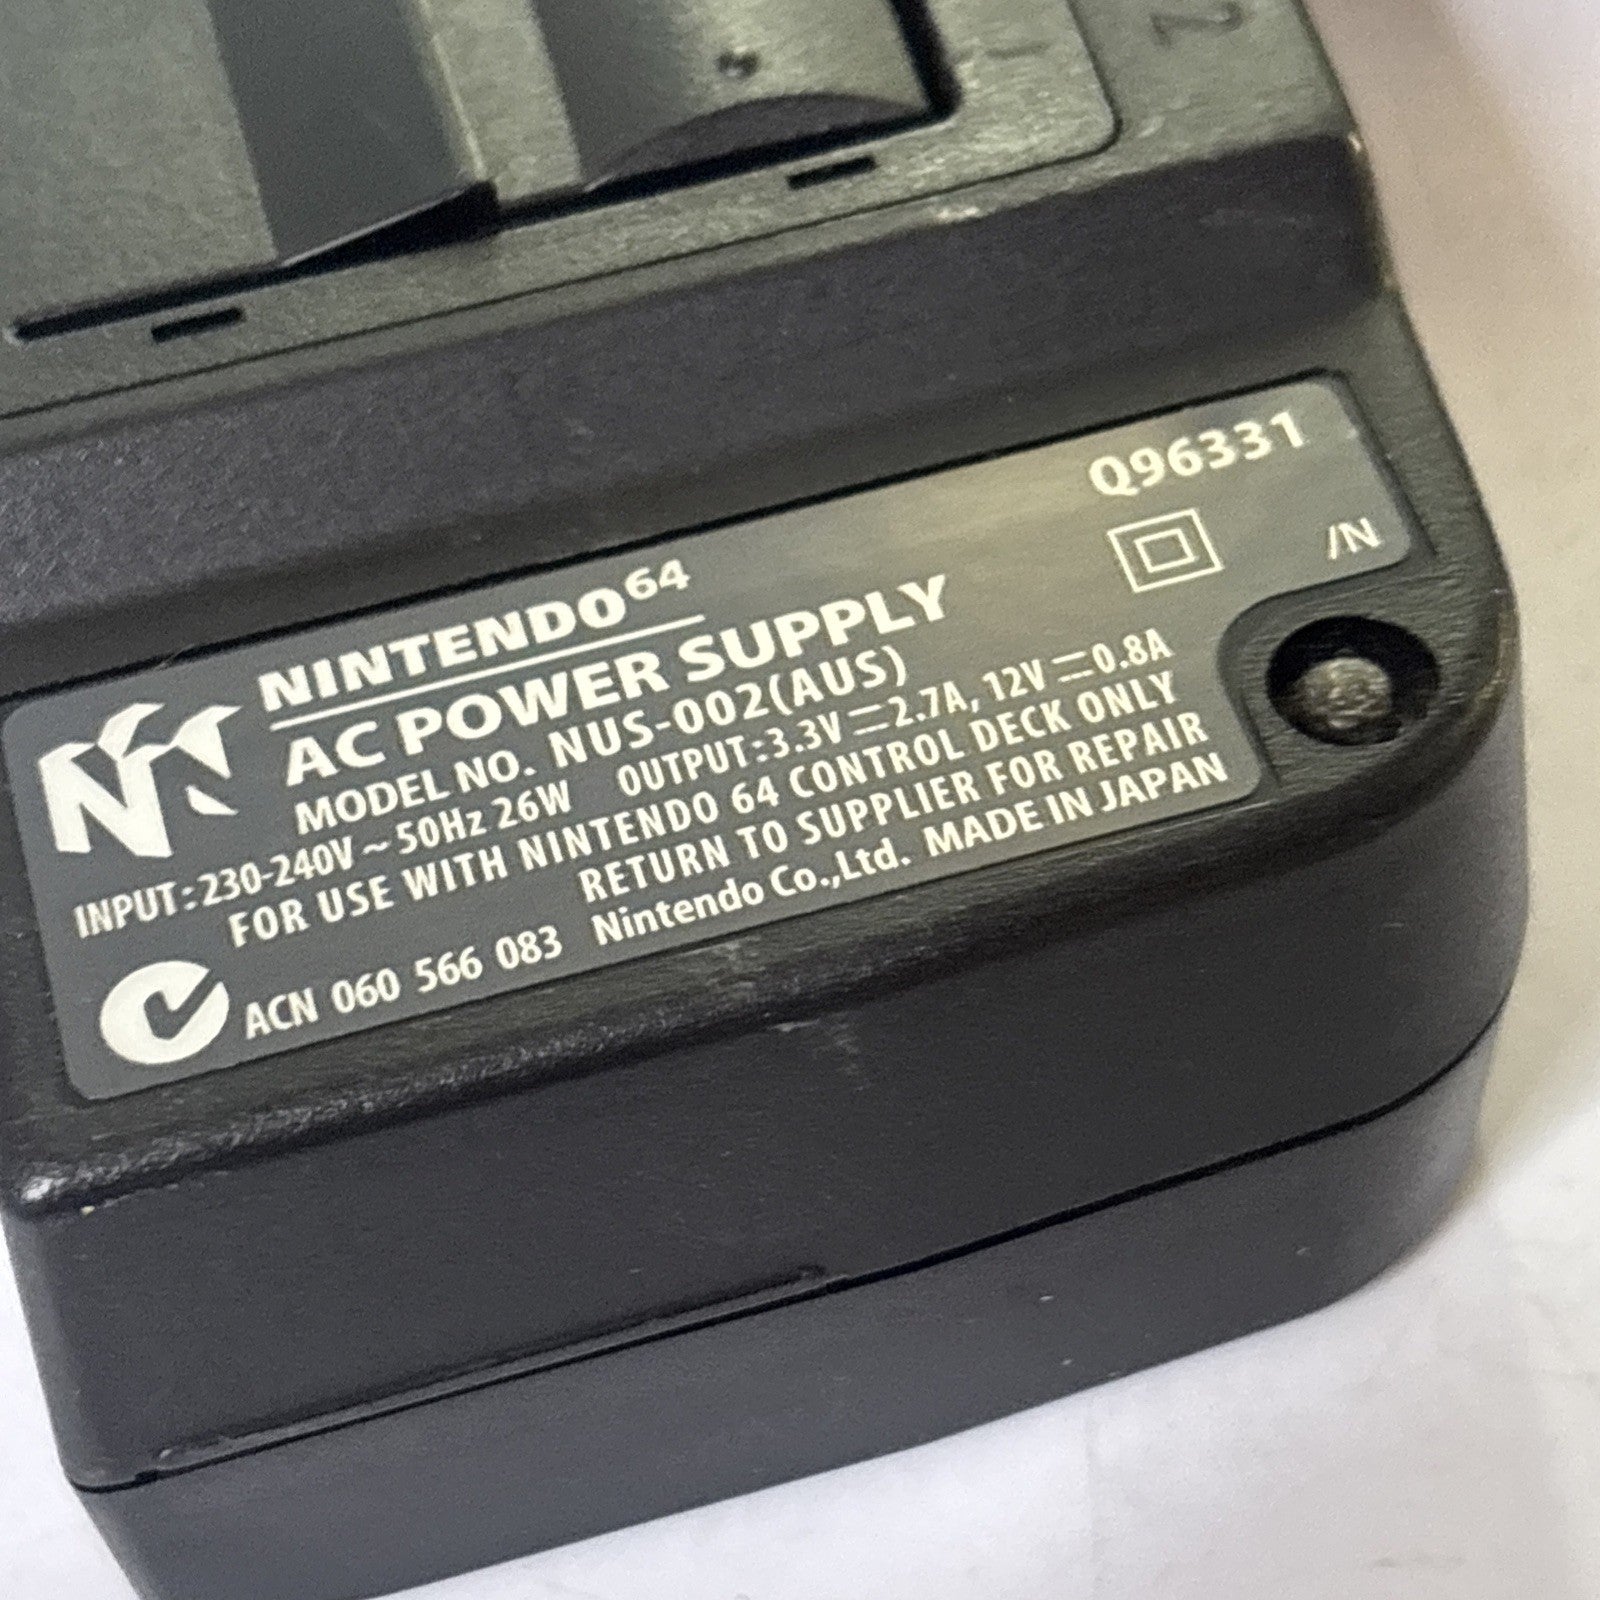 Q96331
/N
NINTENDO64
AC POWER SUPPLY
MODEL NO. NUS-002(AUS)
INPUT:230-240V~50Hz 26W OUTPUT:3.3V⎓2.7A, 12V⎓0.8A
FOR USE WITH NINTENDO 64 CONTROL DECK ONLY
RETURN TO SUPPLIER FOR REPAIR
ACN 060 566 083 Nintendo Co.,Ltd. MADE IN JAPAN